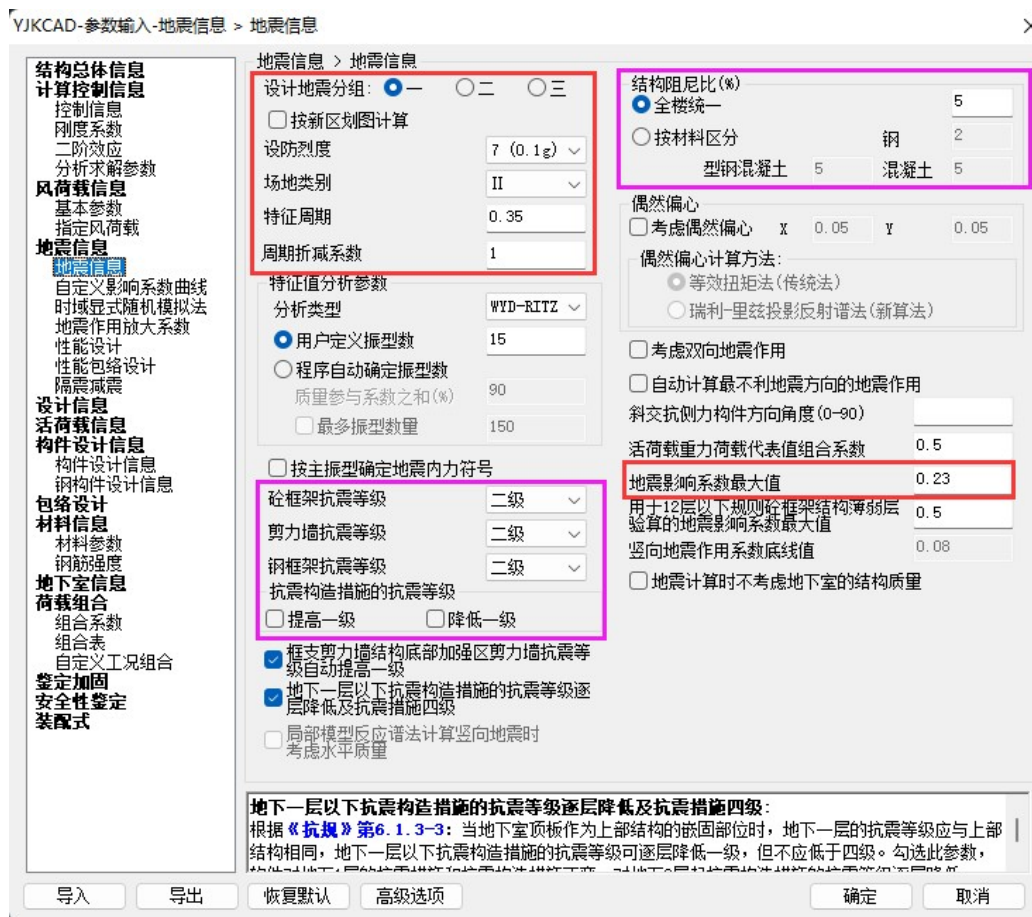 YJKCAD-参数输入-地震信息 > 地震信息
结构总体信息
计算控制信息
控制信息
刚度系数
二阶效应
分析求解参数
风荷载信息
基本参数
指定风荷载
地震信息
地震信息
自定义影响系数曲线
时域显式随机模拟法
地震作用放大系数
性能设计
性能包络设计
隔震减震
设计信息
活荷载信息
构件设计信息
构件设计信息
钢构件设计信息
包络设计
材料信息
材料参数
钢筋强度
地下室信息
荷载组合
组合系数
组合表
自定义工况组合
鉴定加固
安全性鉴定
装配式
地震信息 > 地震信息
设计地震分组: 一 二 三
按新区划图计算
设防烈度 7 (0.1g)
场地类别 II
特征周期 0.35
周期折减系数 1
特征值分析参数
分析类型 WYD-RITZ
用户定义振型数 15
程序自动确定振型数
质量参与系数之和(%) 90
最多振型数量 150
按主振型确定地震内力符号
砼框架抗震等级 二级
剪力墙抗震等级 二级
钢框架抗震等级 二级
抗震构造措施的抗震等级
提高一级 降低一级
框支剪力墙结构底部加强区剪力墙抗震等
级自动提高一级
地下一层以下抗震构造措施的抗震等级逐
层降低及抗震措施四级
局部模型反应谱法计算竖向地震时
考虑水平质量
结构阻尼比(%)
全楼统一 5
按材料区分 钢 2
型钢混凝土 5 混凝土 5
偶然偏心
考虑偶然偏心 X 0.05 Y 0.05
偶然偏心计算方法:
等效扭矩法(传统法)
瑞利-里兹投影反射谱法(新算法)
考虑双向地震作用
自动计算最不利地震方向的地震作用
斜交抗侧力构件方向角度(0-90)
活荷载重力荷载代表值组合系数 0.5
地震影响系数最大值 0.23
用于12层以下规则砼框架结构薄弱层
验算的地震影响系数最大值 0.5
竖向地震作用系数底线值 0.08
地震计算时不考虑地下室的结构质量
地下一层以下抗震构造措施的抗震等级逐层降低及抗震措施四级:
根据《抗规》第6.1.3-3: 当地下室顶板作为上部结构的嵌固部位时，地下一层的抗震等级应与上部
结构相同，地下一层以下抗震构造措施的抗震等级可逐层降低一级，但不应低于四级。勾选此参数，
导入 导出 恢复默认 高级选项 确定 取消